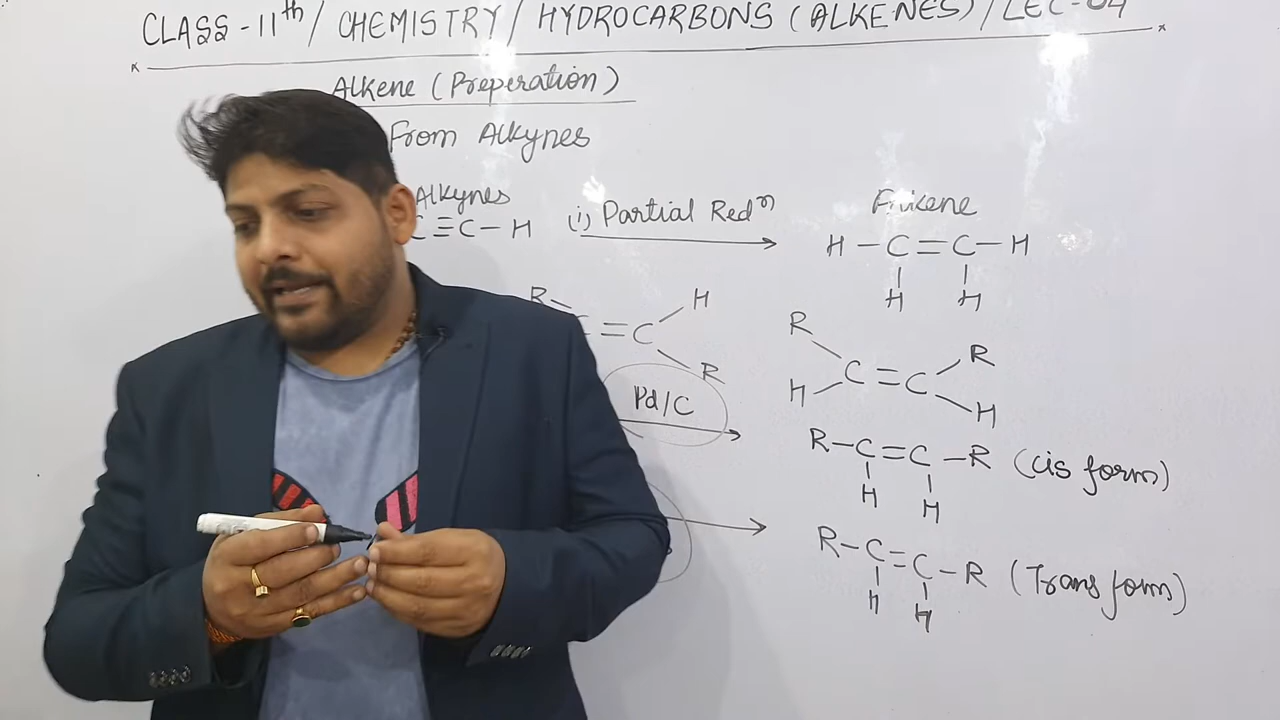 CLASS-11th / CHEMISTRY / HYDROCARBONS (ALKENES) / LEC-04
Alkene (Preperation)
From Alkynes
Alkynes
C≡C-H (i) Partial Redn
H-C=C-H
H H
R H
=C
R
R R
C=C
H H
Pd/C
R-C=C-R (cis form)
H H
R-C=C-R (Trans form)
H H